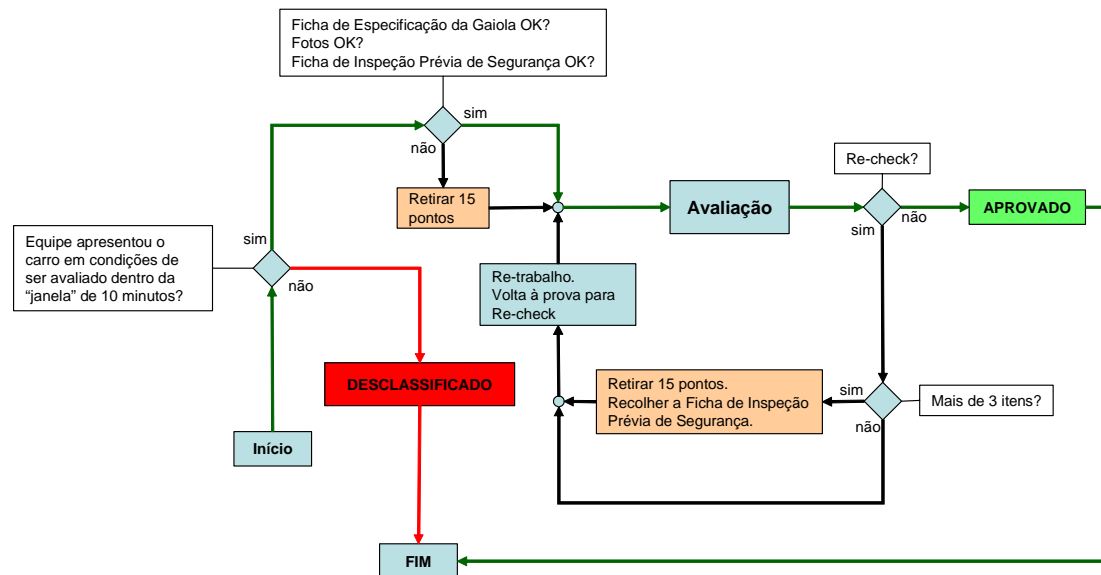 Ficha de Especificação da Gaiola OK?
Fotos OK?
Ficha de Inspeção Prévia de Segurança OK?
sim
não
Retirar 15
pontos
Avaliação
Re-check?
não
sim
APROVADO
Equipe apresentou o
carro em condições de
ser avaliado dentro da
“janela” de 10 minutos?
sim
não
Re-trabalho.
Volta à prova para
Re-check
DESCLASSIFICADO
Retirar 15 pontos.
Recolher a Ficha de Inspeção
Prévia de Segurança.
sim
não
Mais de 3 itens?
Início
FIM